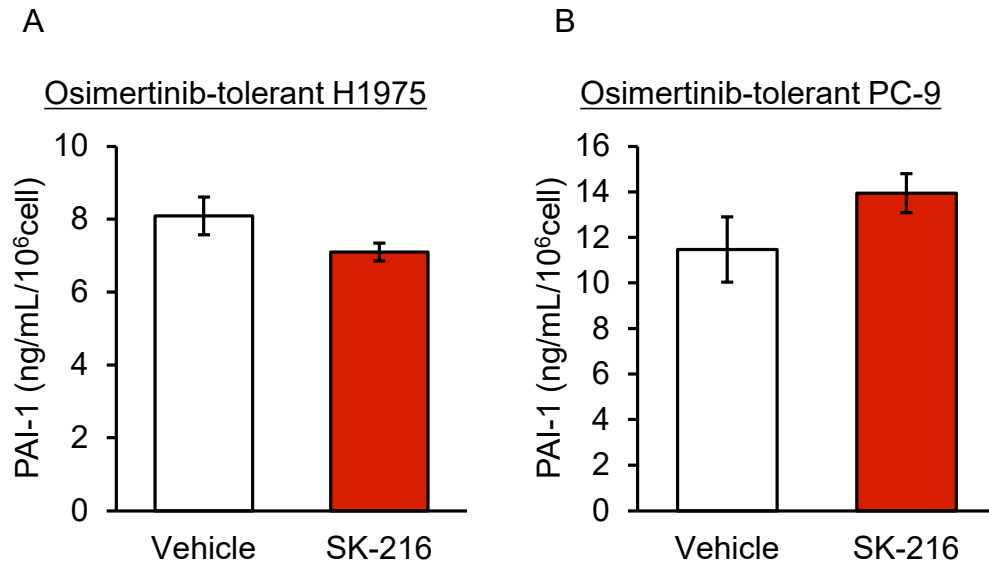 A
Osimertinib-tolerant H1975
PAI-1 (ng/mL/10⁶cell)
10
8
6
4
2
0
Vehicle
SK-216
B
Osimertinib-tolerant PC-9
PAI-1 (ng/mL/10⁶cell)
16
14
12
10
8
6
4
2
0
Vehicle
SK-216